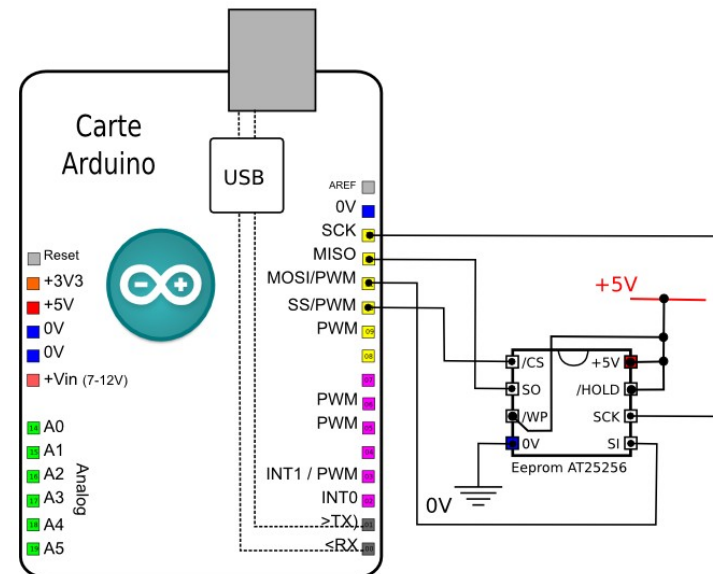 Carte
Arduino
USB
AREF
0V
SCK
MISO
MOSI/PWM
SS/PWM
PWM
09
08
07
PWM
06
PWM
05
04
INT1 / PWM
03
INT0
02
>TX)
01
<RX
00
Reset
+3V3
+5V
0V
0V
+Vin (7-12V)
14 A0
15 A1
16 A2
17 A3
18 A4
19 A5
Analog
+5V
/CS
+5V
SO
/HOLD
/WP
SCK
0V
SI
Eeprom AT25256
0V